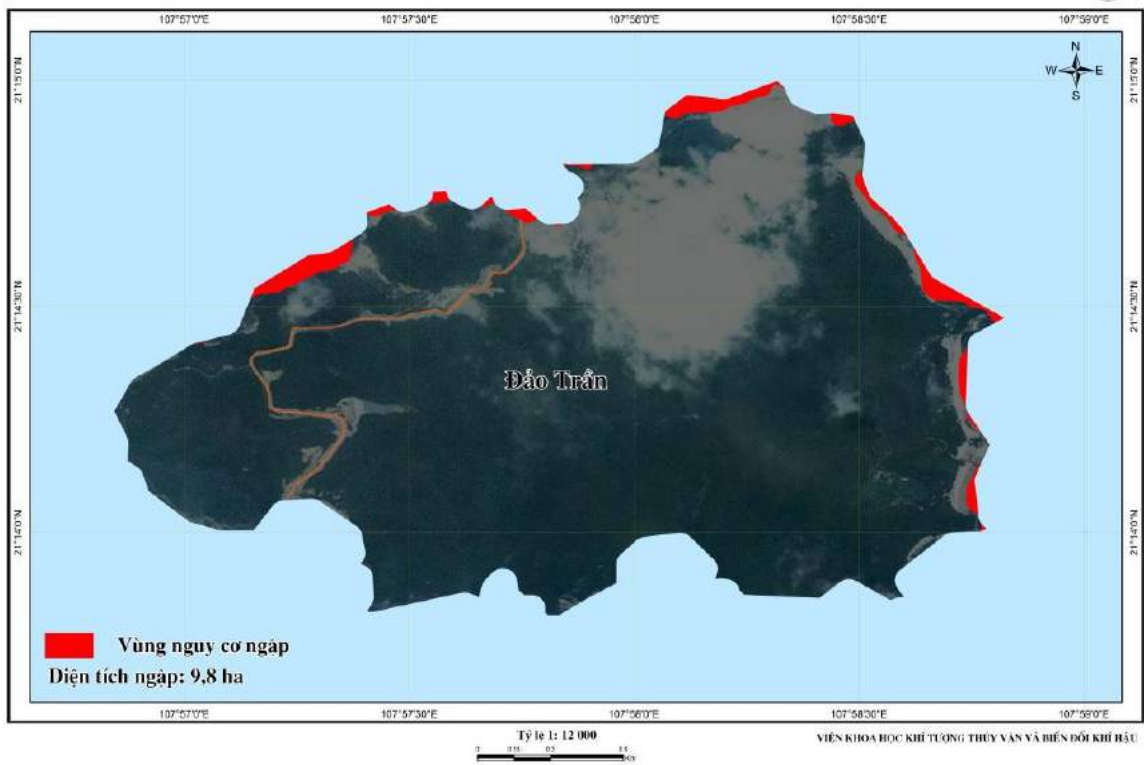 107°57'0"E 107°57'30"E 107°58'0"E 107°58'30"E 107°59'0"E
N
W E
S
21°15'0"N 21°15'0"N
21°14'30"N 21°14'30"N
Đảo Trần
21°14'0"N 21°14'0"N
Vùng nguy cơ ngập
Diện tích ngập: 9,8 ha
107°57'0"E 107°57'30"E 107°58'0"E 107°58'30"E 107°59'0"E
Tỷ lệ 1: 12 000
VIỆN KHOA HỌC KHÍ TƯỢNG THỦY VĂN VÀ BIẾN ĐỔI KHÍ HẬU
0